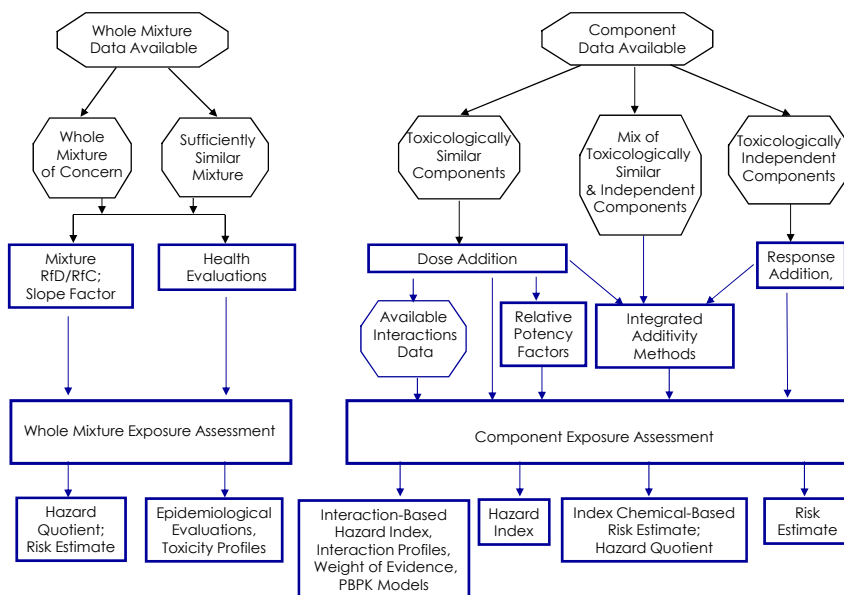 Whole Mixture
Data Available
Component
Data Available
Whole
Mixture
of Concern
Sufficiently
Similar
Mixture
Toxicologically
Similar
Components
Mix of
Toxicologically
Similar
& Independent
Components
Toxicologically
Independent
Components
Mixture
RfD/RfC;
Slope Factor
Health
Evaluations
Dose Addition
Response
Addition,
Available
Interactions
Data
Relative
Potency
Factors
Integrated
Additivity
Methods
Whole Mixture Exposure Assessment
Component Exposure Assessment
Hazard
Quotient;
Risk Estimate
Epidemiological
Evaluations,
Toxicity Profiles
Interaction-Based
Hazard Index,
Interaction Profiles,
Weight of Evidence,
PBPK Models
Hazard
Index
Index Chemical-Based
Risk Estimate;
Hazard Quotient
Risk
Estimate